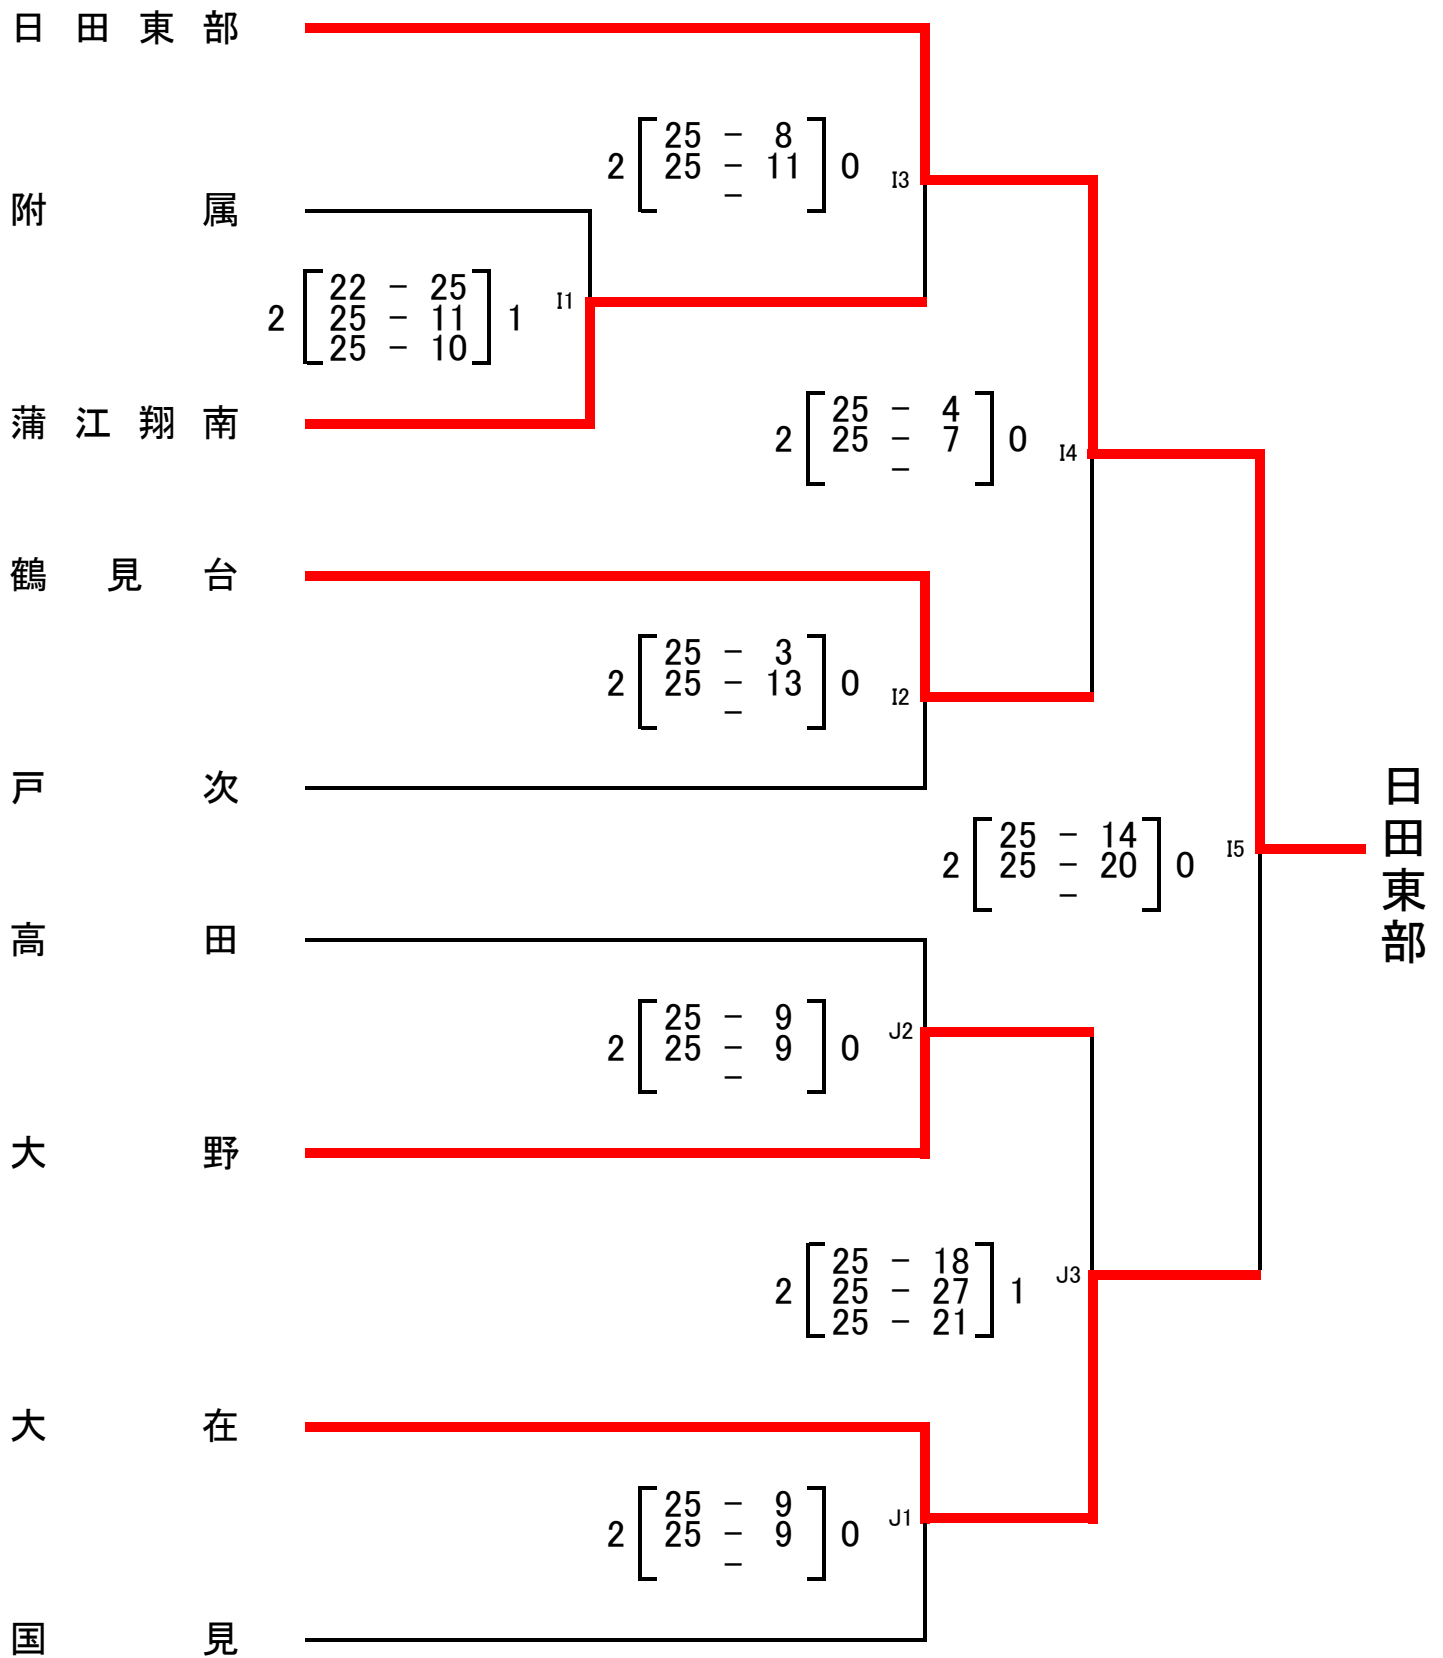 日田東部
25 - 8
2 25 - 11 0 I3
-
附属
22 - 25
2 25 - 11 1 I1
25 - 10
蒲江翔南
25 - 4
2 25 - 7 0 I4
-
鶴見台
25 - 3
2 25 - 13 0 I2
-
戸次
日田東部
25 - 14
2 25 - 20 0 I5
-
高田
25 - 9
2 25 - 9 0 J2
-
大野
25 - 18
2 25 - 27 1 J3
25 - 21
大在
25 - 9
2 25 - 9 0 J1
-
国見